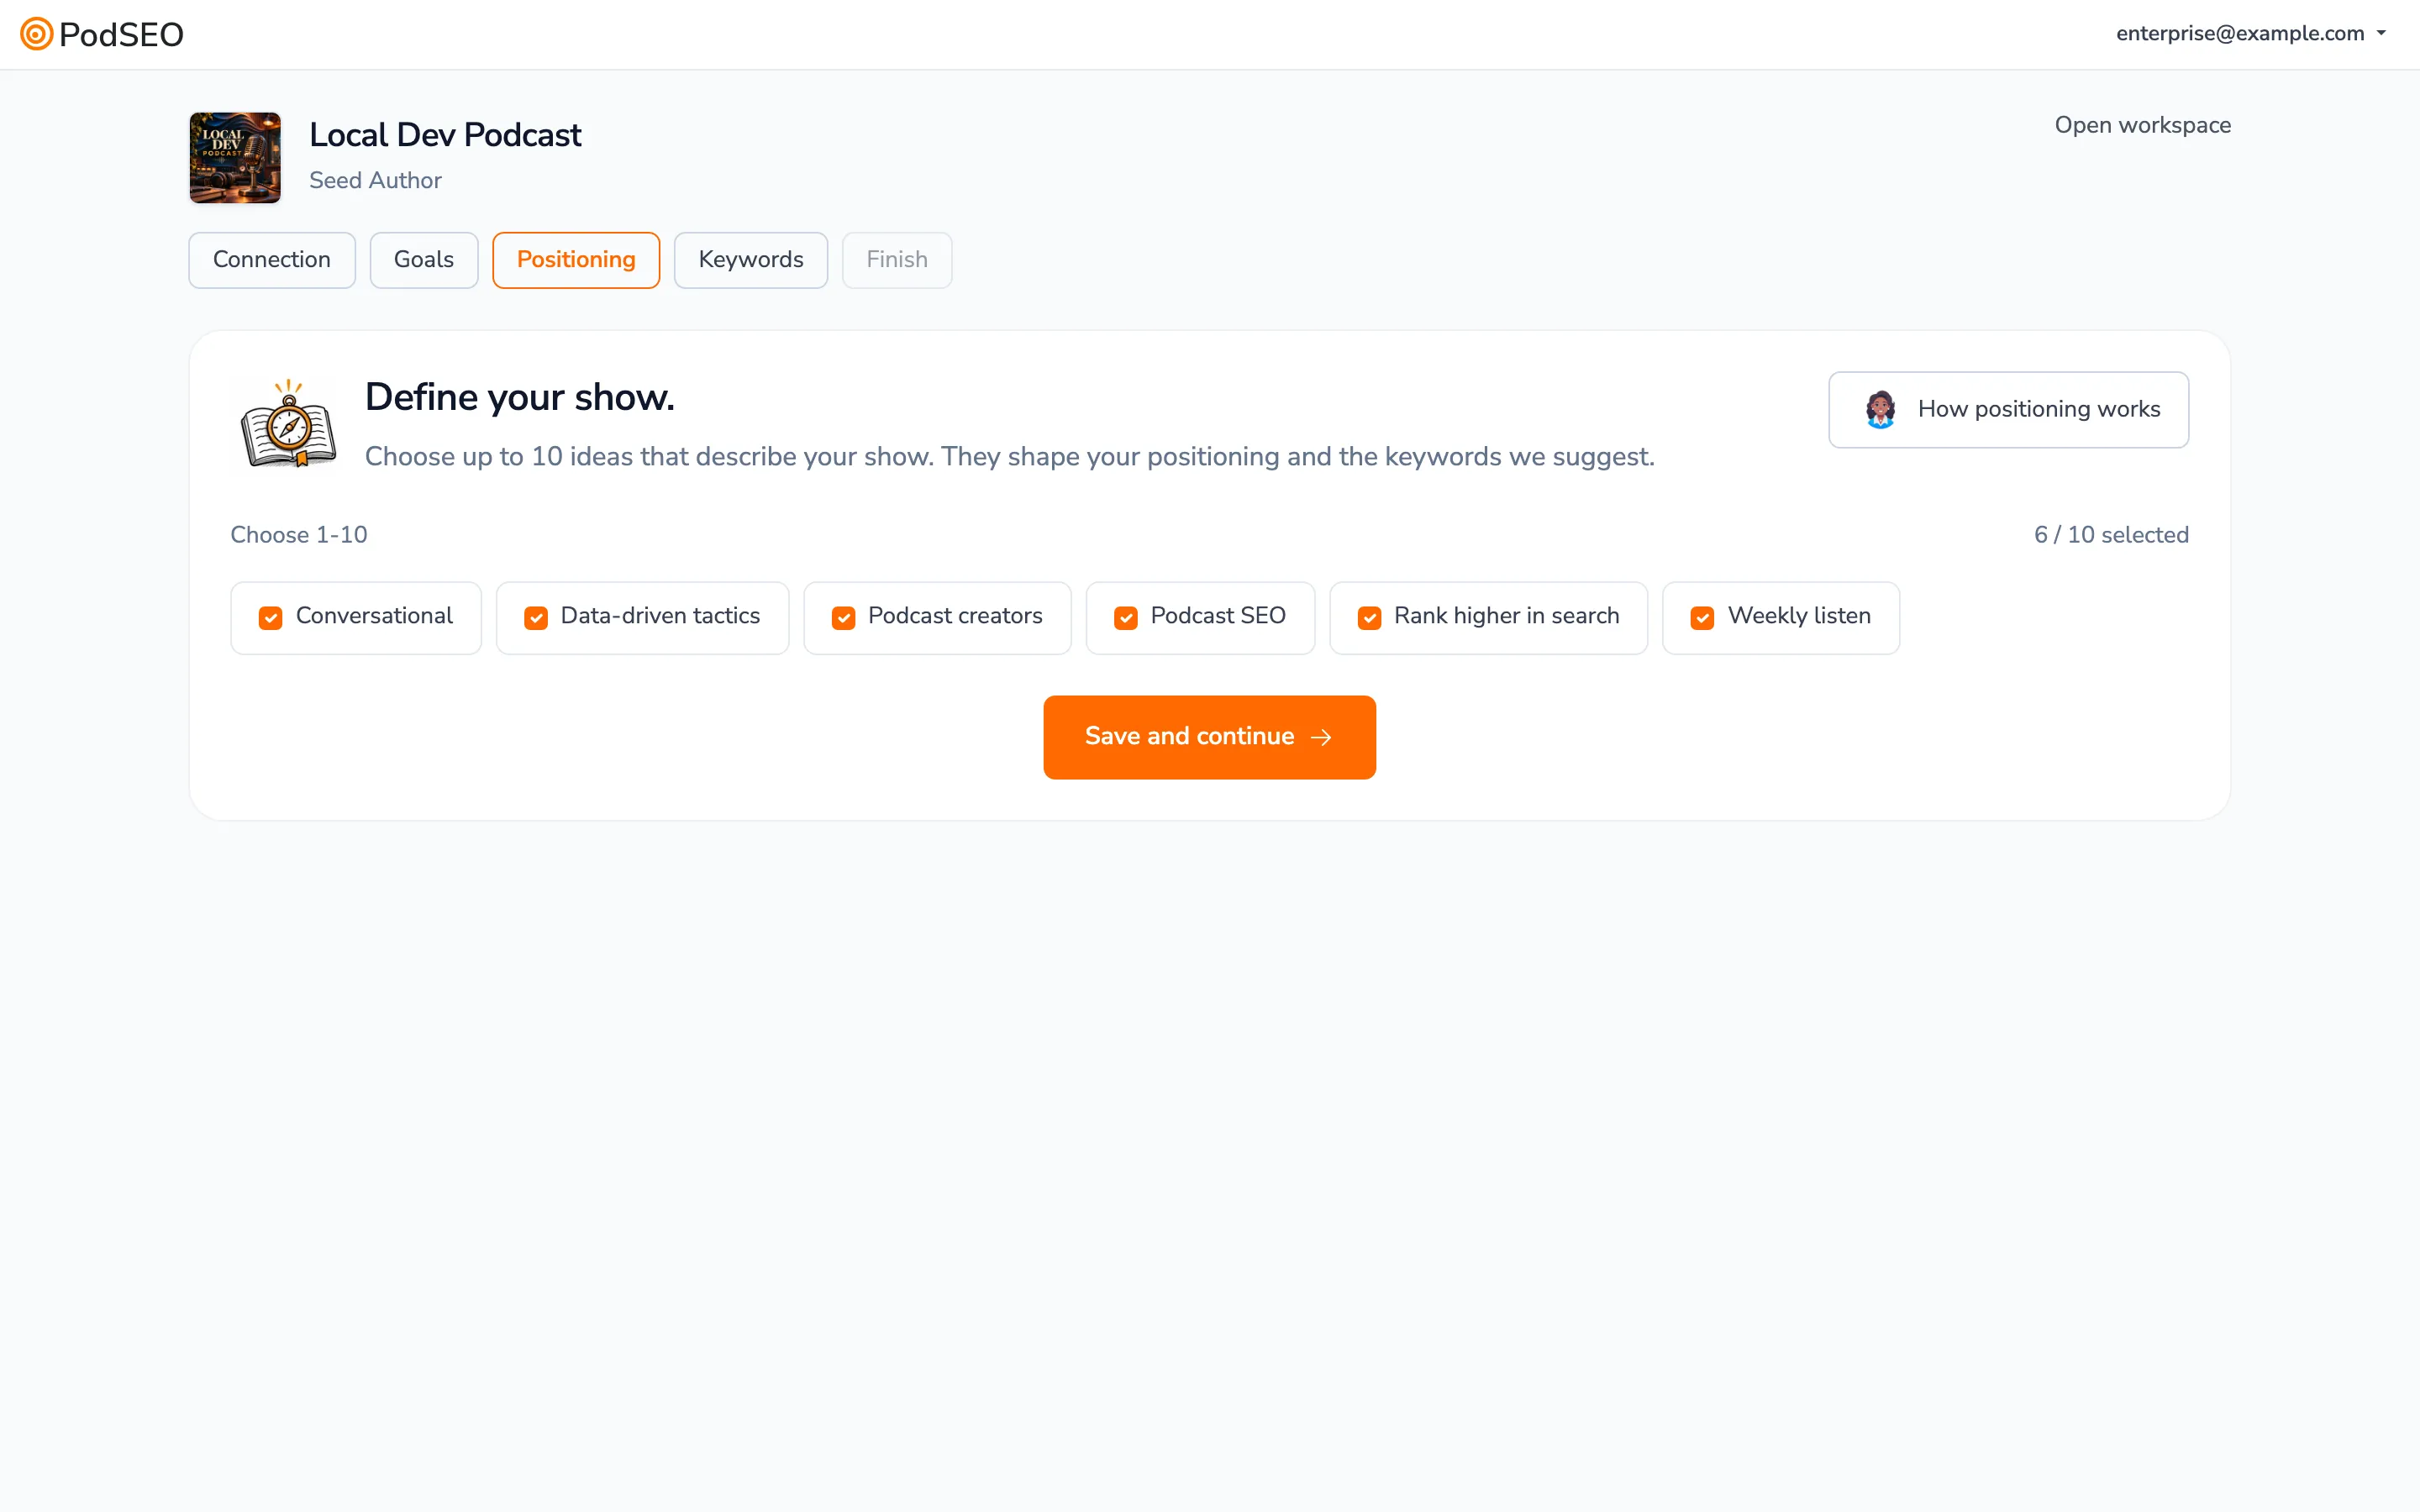 PodSEO
enterprise@example.com
LOCAL
DEV
PODCAST
Local Dev Podcast
Seed Author
Open workspace
Connection
Goals
Positioning
Keywords
Finish
Define your show.
Choose up to 10 ideas that describe your show. They shape your positioning and the keywords we suggest.
How positioning works
Choose 1-10
6 / 10 selected
Conversational
Data-driven tactics
Podcast creators
Podcast SEO
Rank higher in search
Weekly listen
Save and continue